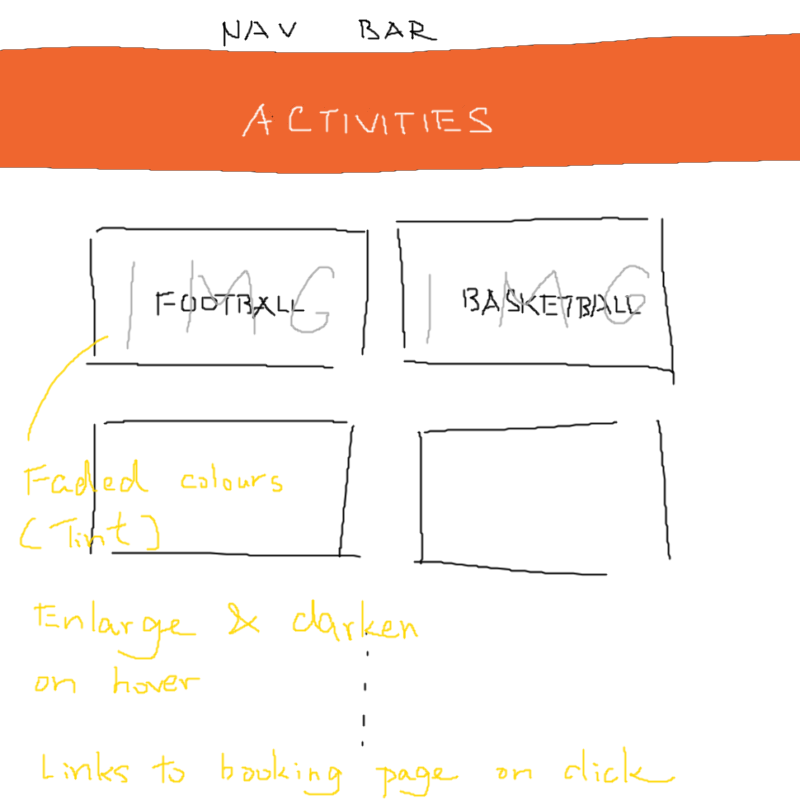 NAV BAR
ACTIVITIES
IMG IMG
FOOTBALL BASKETBALL
Faded colours
(Tint)
Enlarge & darken
on hover
Links to booking page on click